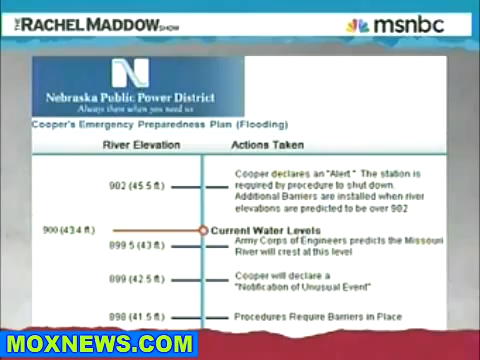 THE RACHEL MADDOW SHOW
msnbc
N
Nebraska Public Power District
Always there when you need us
Cooper's Emergency Preparedness Plan (Flooding)
River Elevation
Actions Taken
902 (45.5 ft)
Cooper declares an "Alert." The station is
required by procedure to shut down.
Additional Barriers are installed when river
elevations are predicted to be over 902
900 (43.4 ft.)
Current Water Levels
899.5 (43 ft)
Army Corps of Engineers predicts the Missouri
River will crest at this level
899 (42.5 ft)
Cooper will declare a
"Notification of Unusual Event"
898 (41.5 ft)
Procedures Require Barriers in Place
MOXNEWS.COM